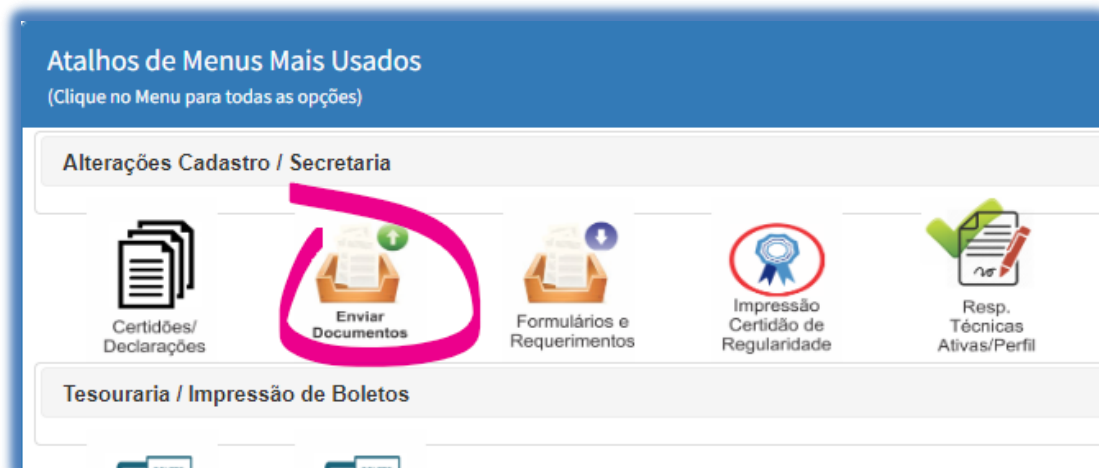 Atalhos de Menus Mais Usados
(Clique no Menu para todas as opções)
Alterações Cadastro / Secretaria
Certidões/
Declarações
Enviar
Documentos
Formulários e
Requerimentos
Impressão
Certidão de
Regularidade
Resp.
Técnicas
Ativas/Perfil
Tesouraria / Impressão de Boletos